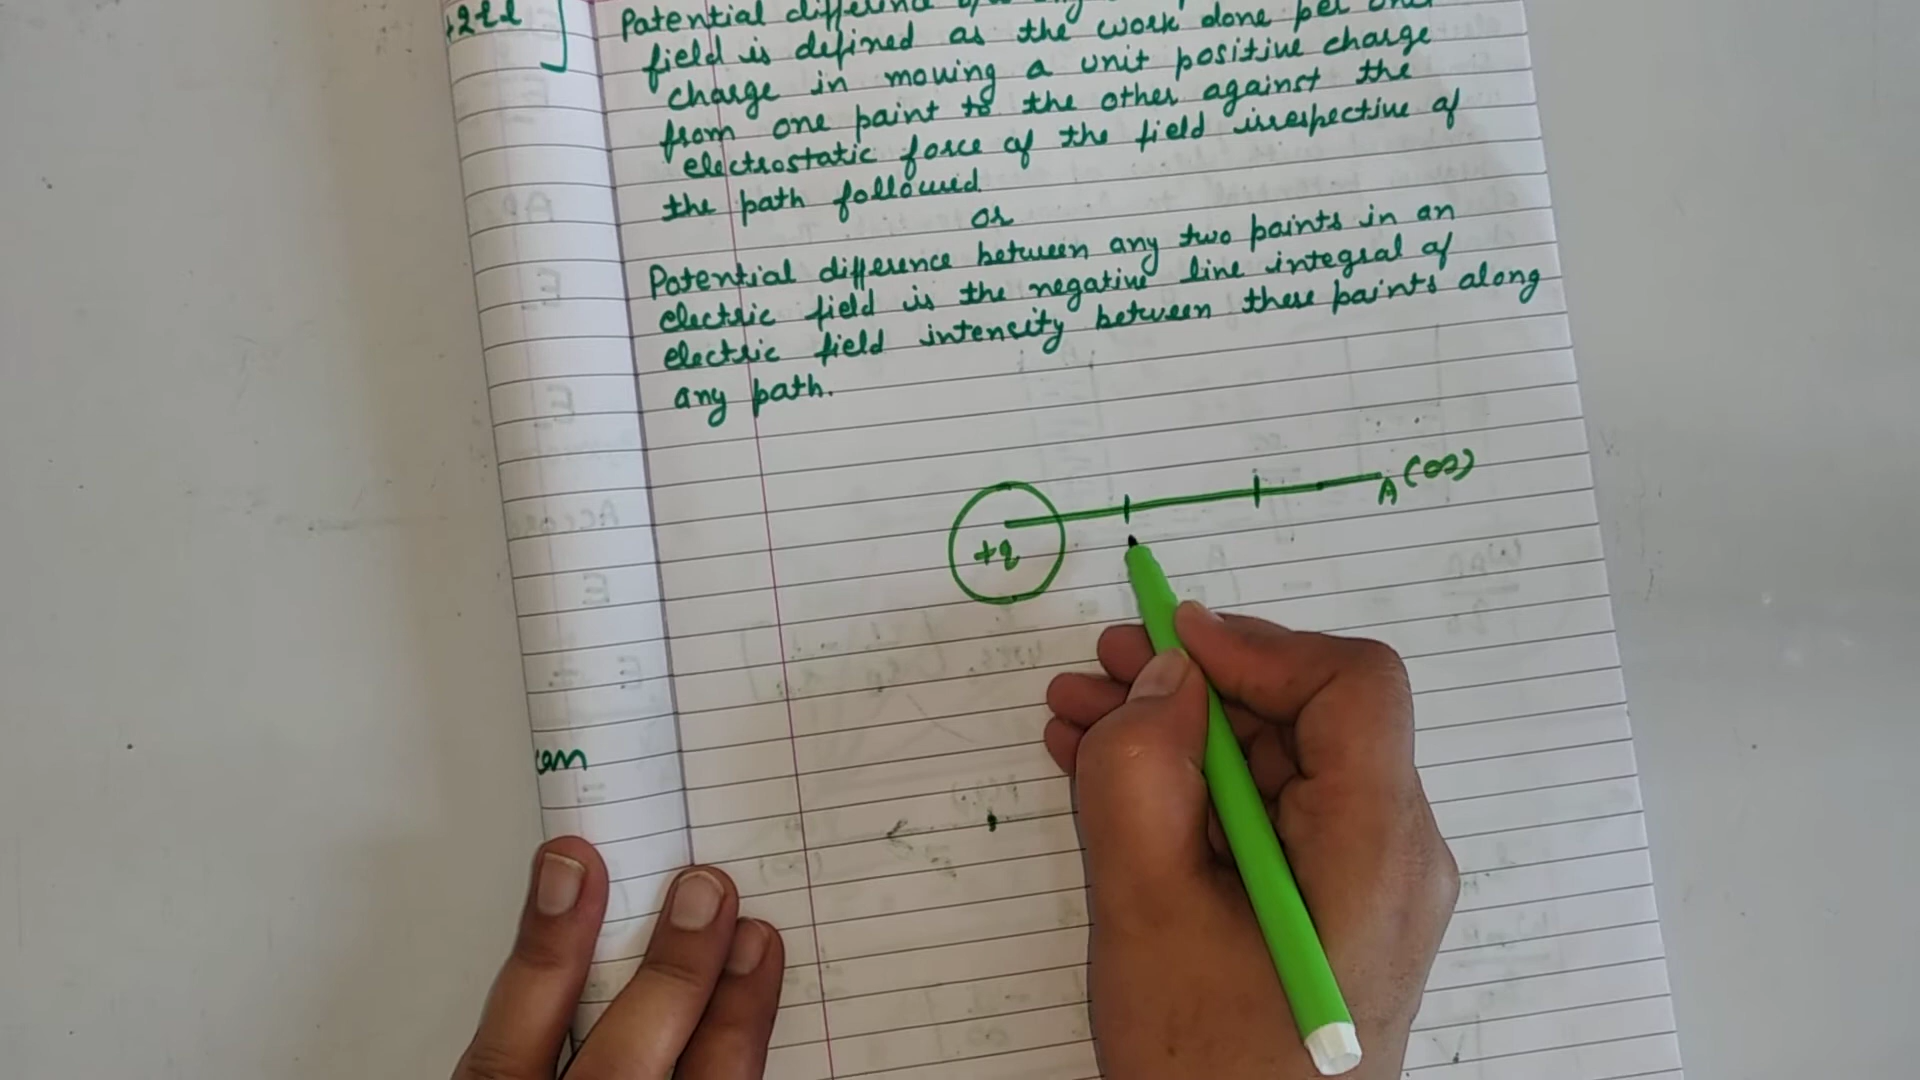 Patential
field is defined as the work done per
charge in moving a unit positive charge
from one paint to the other against the
electrostatic force of the field irrespective of
the path followed
or
Potential difference between any two paints in an
electric field is the negative line integral of
electric field intensity between these paints along
any path.
A (∞)
+q